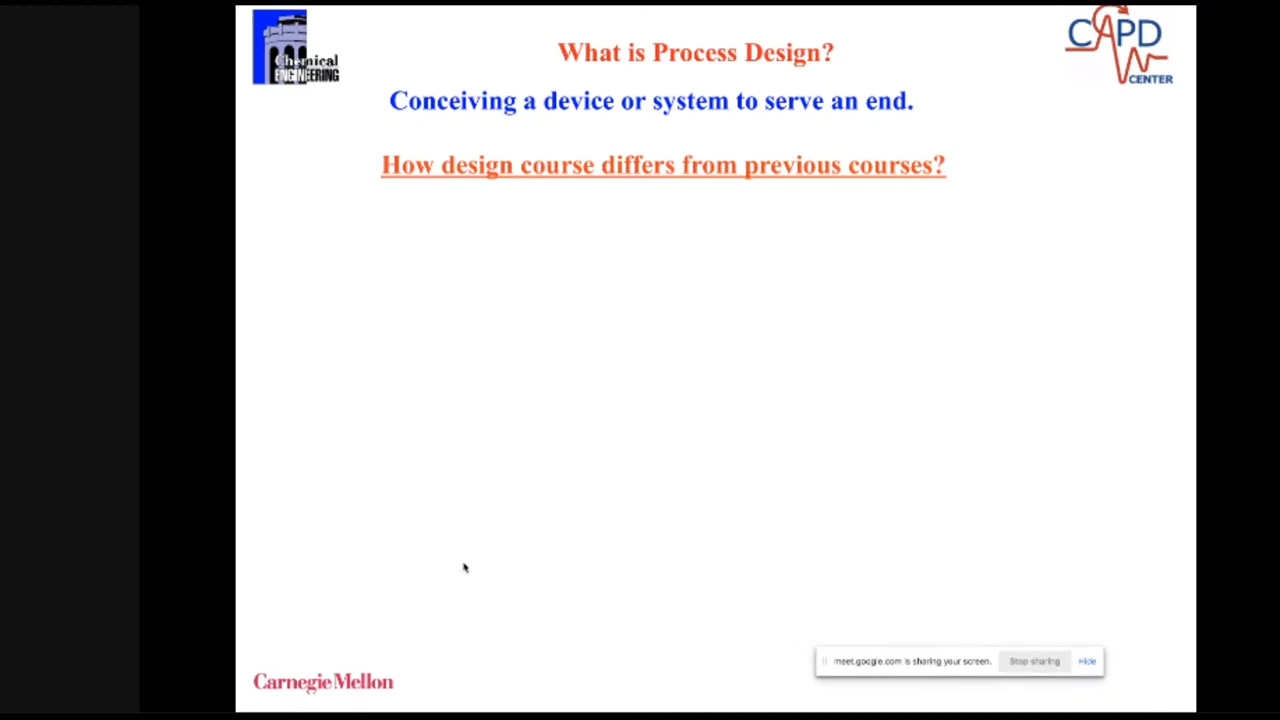 What is Process Design?
Conceiving a device or system to serve an end.
How design course differs from previous courses?
Chemical
ENGINEERING
CAPD
CENTER
meet.google.com is sharing your screen.
Stop sharing
Hide
Carnegie Mellon